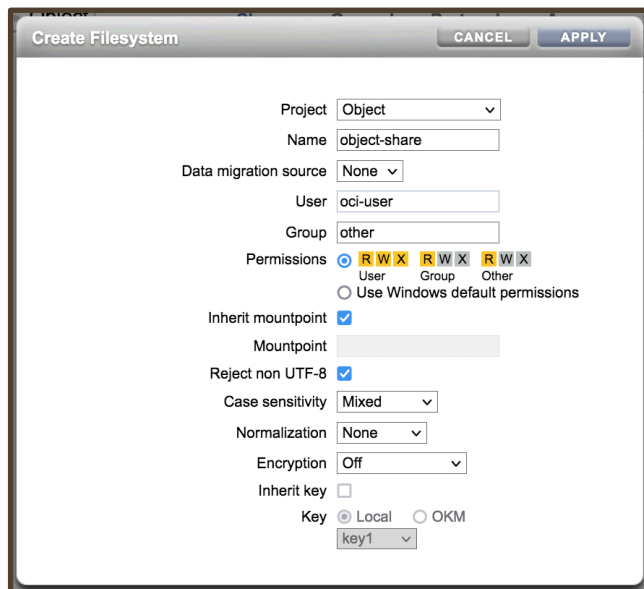 Create Filesystem
CANCEL
APPLY
Project Object
Name object-share
Data migration source None
User oci-user
Group other
Permissions R W X R W X R W X
User Group Other
Use Windows default permissions
Inherit mountpoint
Mountpoint
Reject non UTF-8
Case sensitivity Mixed
Normalization None
Encryption Off
Inherit key
Key Local OKM
key1